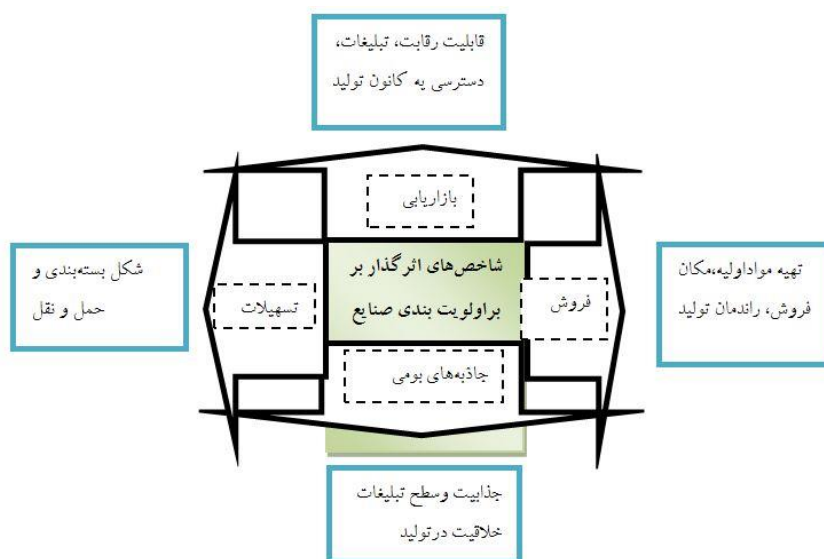 قابلیت رقابت، تبلیغات،
دسترسی به کانون تولید
بازاریابی
تهیه مواداولیه،مکان
فروش، راندمان تولید
فروش
شاخص‌های اثرگذار بر
براولویت بندی صنایع
تسهیلات
شکل بسته‌بندی و
حمل و نقل
جاذبه‌های بومی
جذابیت وسطح تبلیغات
خلاقیت درتولید